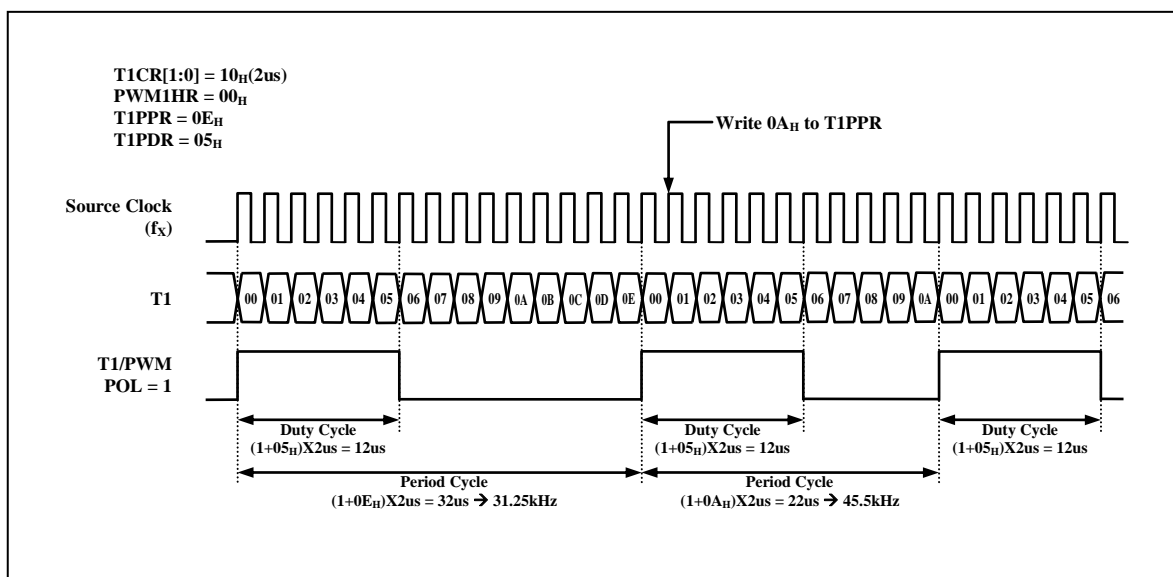 T1CR[1:0] = 10H(2us)
PWM1HR = 00H
T1PPR = 0EH
T1PDR = 05H
Write 0AH to T1PPR
Source Clock
(fX)
T1
00 01 02 03 04 05 06 07 08 09 0A 0B 0C 0D 0E 00 01 02 03 04 05 06 07 08 09 0A 00 01 02 03 04 05 06
T1/PWM
POL = 1
Duty Cycle
(1+05H)X2us = 12us
Duty Cycle
(1+05H)X2us = 12us
Duty Cycle
(1+05H)X2us = 12us
Period Cycle
(1+0EH)X2us = 32us → 31.25kHz
Period Cycle
(1+0AH)X2us = 22us → 45.5kHz